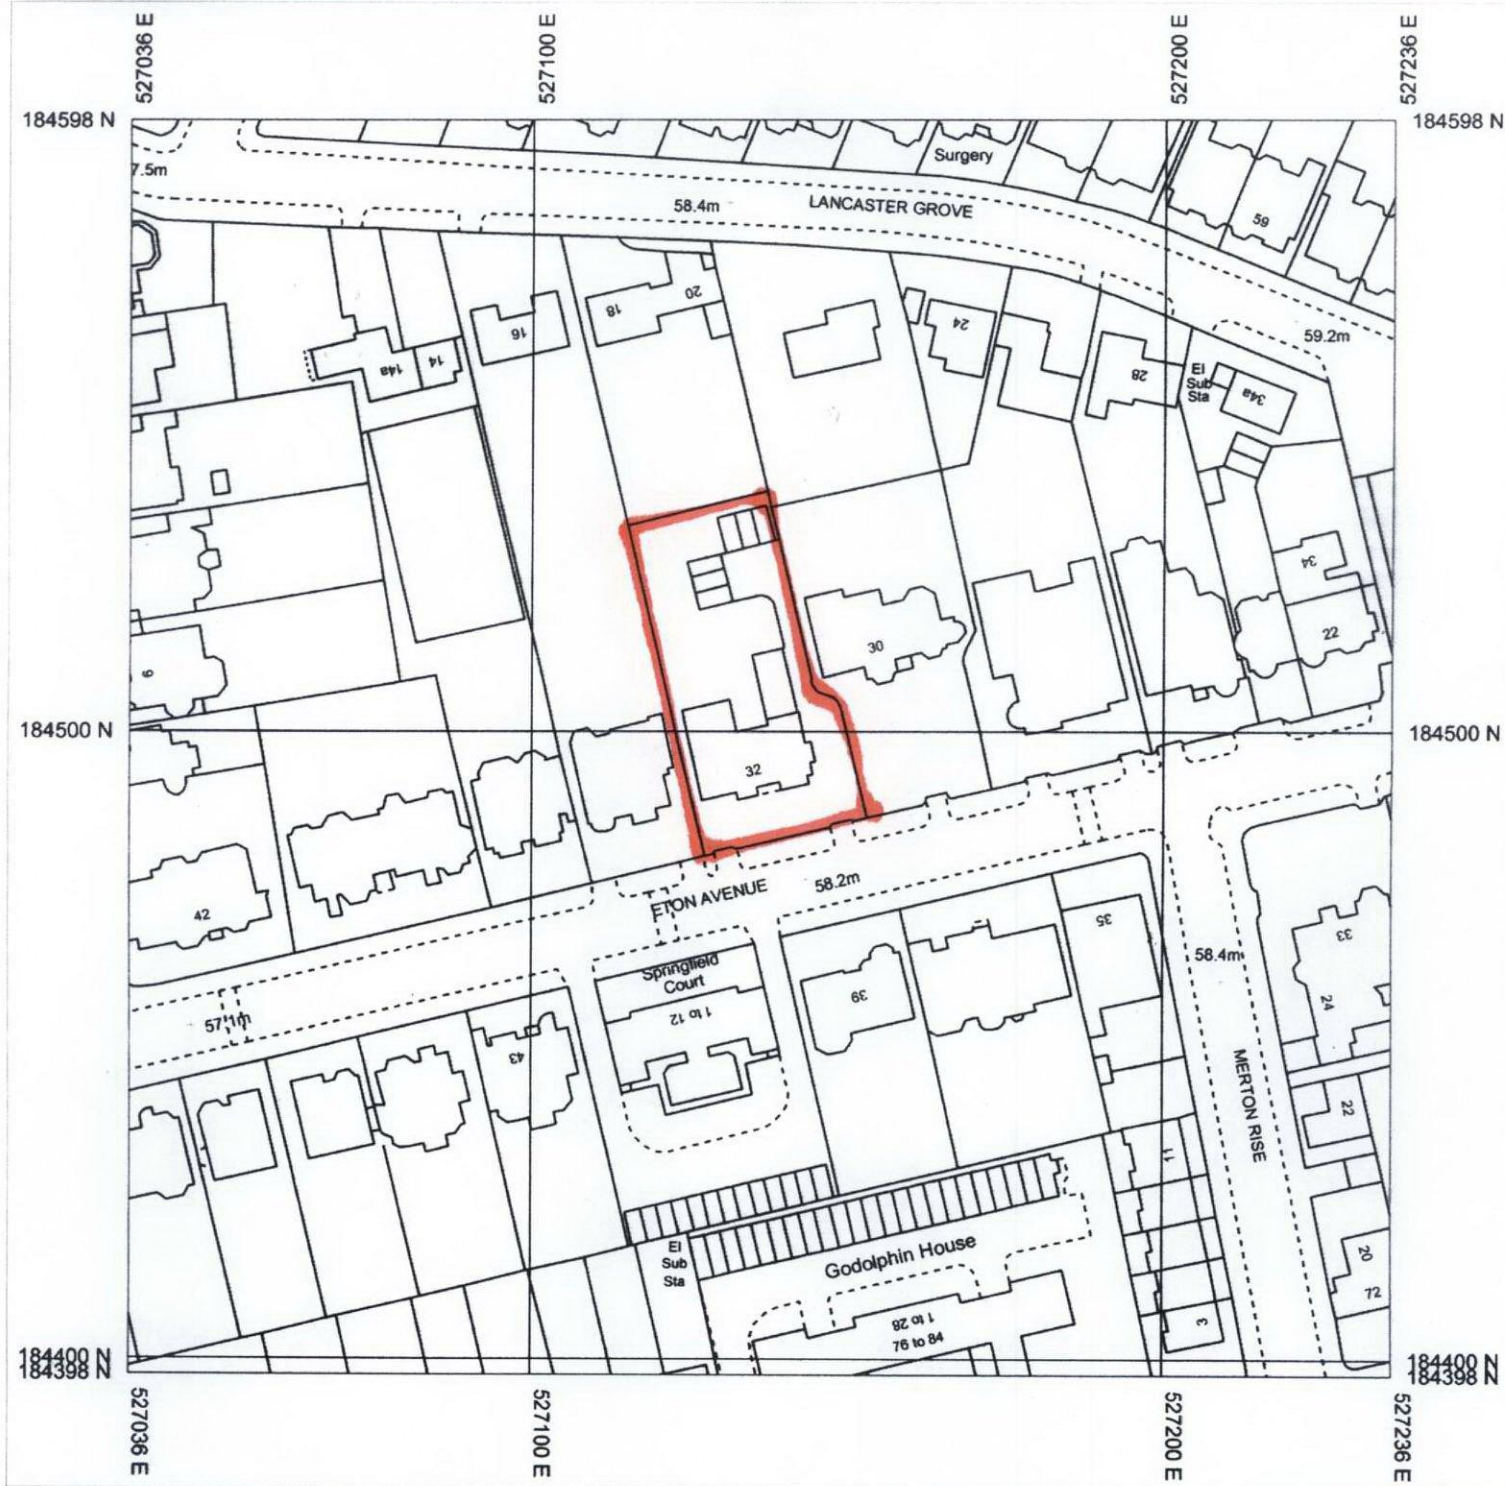 527036 E
527100 E
527200 E
527236 E
184598 N
184598 N
7.5m
58.4m
LANCASTER GROVE
Surgery
59
59.2m
14a
14
16
18
20
24
28
El
Sub
Sta
34a
34
22
30
9
184500 N
184500 N
32
42
ETON AVENUE
58.2m
57.1m
Springfield
Court
1 to 12
43
39
35
58.4m
33
24
MERTON RISE
22
11
El
Sub
Sta
Godolphin House
1 to 28
76 to 84
3
20
72
184400 N
184398 N
184400 N
184398 N
527036 E
527100 E
527200 E
527236 E